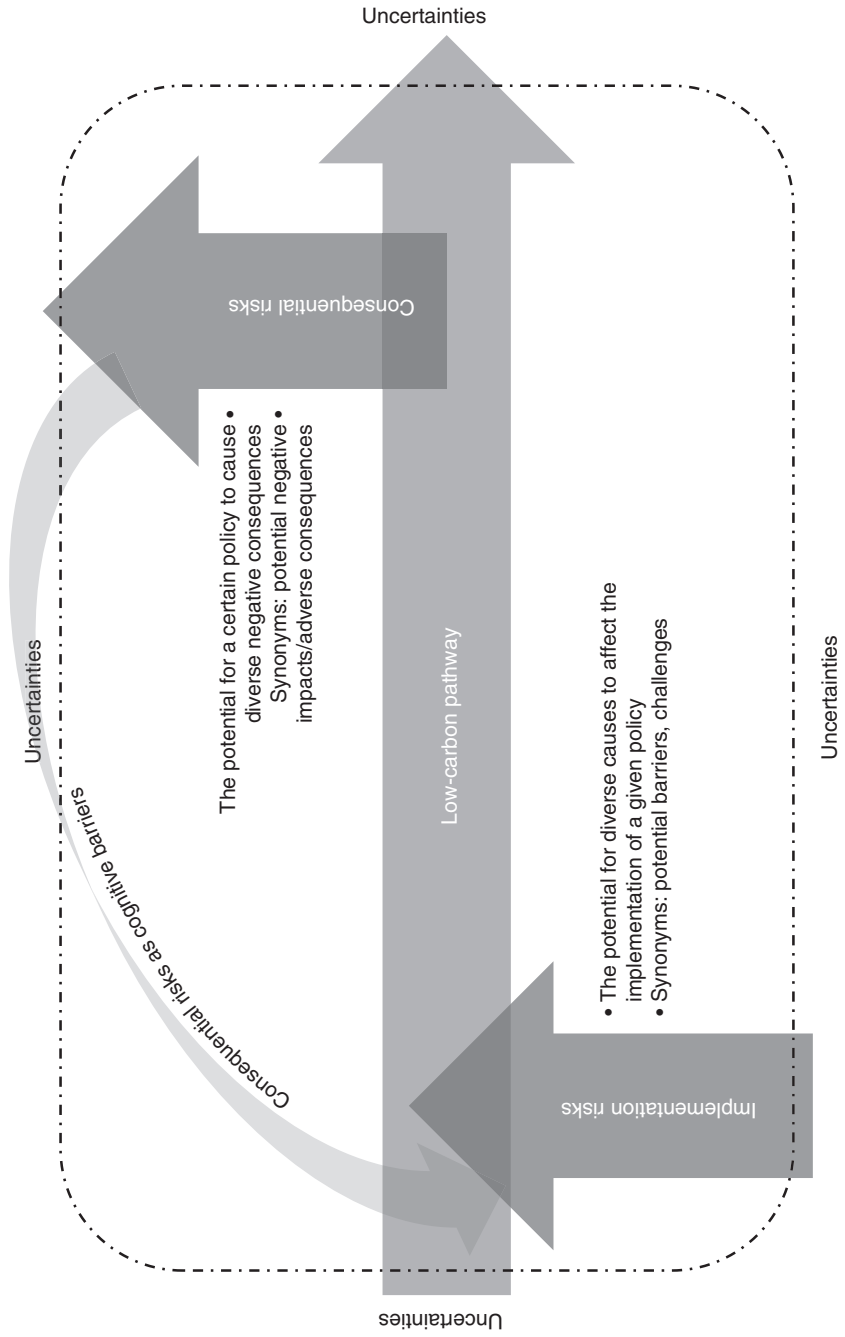 Uncertainties
Uncertainties
Consequential risks as cognitive barriers
Consequential risks
• The potential for a certain policy to cause
diverse negative consequences
• Synonyms: potential negative
impacts/adverse consequences
Low-carbon pathway
• The potential for diverse causes to affect the
implementation of a given policy
• Synonyms: potential barriers, challenges
Implementation risks
Uncertainties
Uncertainties